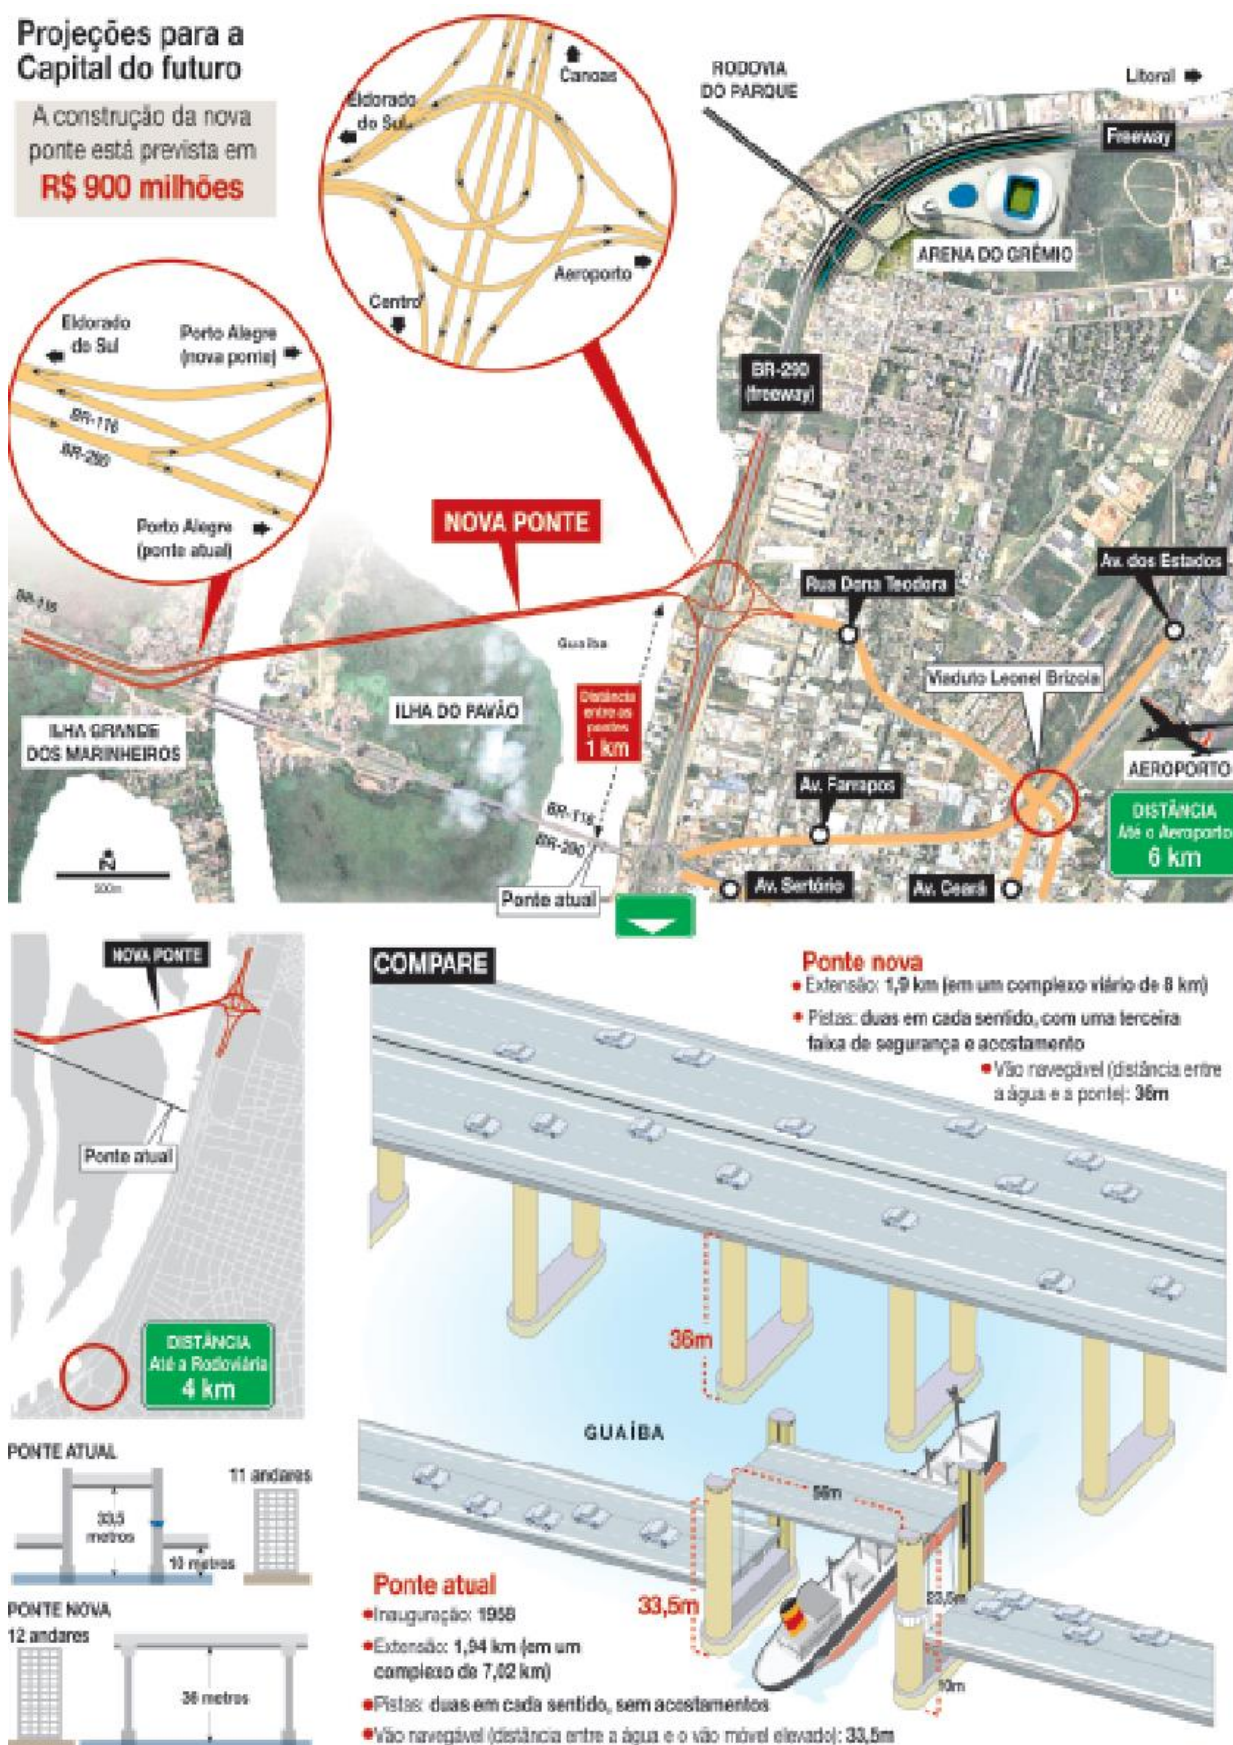 Projeções para a
Capital do futuro
A construção da nova
ponte está prevista em
R$ 900 milhões
Canoas
Eldorado
do Sul
Aeroporto
Centro
RODOVIA
DO PARQUE
Litoral
Freeway
ARENA DO GRÊMIO
BR-290
(freeway)
Eldorado
do Sul
Porto Alegre
(nova ponte)
BR-116
BR-290
Porto Alegre
(ponte atual)
NOVA PONTE
Av. dos Estados
Rua Dona Teodora
BR-116
Guaíba
Viaduto Leonel Brizola
Distância
entre as
pontes
1 km
ILHA DO PAVÃO
ILHA GRANDE
DOS MARINHEIROS
AEROPORTO
Av. Farrapos
DISTÂNCIA
Até o Aeroporto
6 km
BR-116
BR-290
N
500m
Ponte atual
Av. Sertório
Av. Ceará
NOVA PONTE
Ponte atual
DISTÂNCIA
Até a Rodoviária
4 km
COMPARE
Ponte nova
Extensão: 1,9 km (em um complexo viário de 8 km)
Pistas: duas em cada sentido, com uma terceira
faixa de segurança e acostamento
Vão navegável (distância entre
a água e a ponte): 36m
36m
GUAÍBA
56m
33,5m
23,5m
10m
PONTE ATUAL
11 andares
33,5
metros
10 metros
PONTE NOVA
12 andares
36 metros
Ponte atual
Inauguração: 1958
Extensão: 1,94 km (em um
complexo de 7,02 km)
Pistas: duas em cada sentido, sem acostamentos
Vão navegável (distância entre a água e o vão móvel elevado): 33,5m